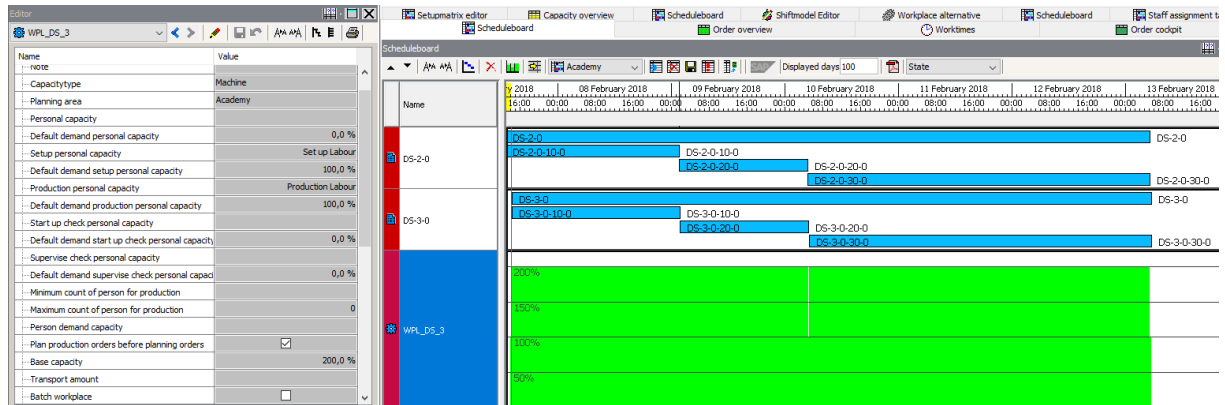 Editor
WPL_DS_3
Name Value
Note
Capacitytype Machine
Planning area Academy
Personal capacity
Default demand personal capacity 0,0 %
Setup personal capacity Set up Labour
Default demand setup personal capacity 100,0 %
Production personal capacity Production Labour
Default demand production personal capacity 100,0 %
Start up check personal capacity
Default demand start up check personal capacity 0,0 %
Supervise check personal capacity
Default demand supervise check personal capaci 0,0 %
Minimum count of person for production
Maximum count of person for production 0
Person demand capacity
Plan production orders before planning orders
Base capacity 200,0 %
Transport amount
Batch workplace
Setupmatrix editor Capacity overview Scheduleboard Shiftmodel Editor Workplace alternative Scheduleboard Staff assignment ta
Scheduleboard Order overview Worktimes Order cockpit
Scheduleboard
Academy SAP Displayed days 100 State
Name
y 2018 08 February 2018 09 February 2018 10 February 2018 11 February 2018 12 February 2018 13 February 2018
16:00 00:00 08:00 16:00 00:00 08:00 16:00 00:00 08:00 16:00 00:00 08:00 16:00 00:00 08:00 16:00 00:00 08:00 16:00
DS-2-0 DS-2-0
DS-2-0-10-0 DS-2-0-10-0
DS-2-0
DS-2-0-20-0 DS-2-0-20-0
DS-2-0-30-0 DS-2-0-30-0
DS-3-0 DS-3-0
DS-3-0-10-0 DS-3-0-10-0
DS-3-0
DS-3-0-20-0 DS-3-0-20-0
DS-3-0-30-0 DS-3-0-30-0
200%
150%
WPL_DS_3
100%
50%